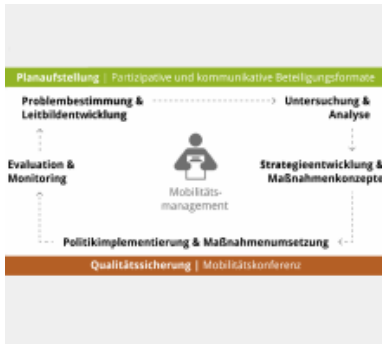 Planaufstellung | Partizipative und kommunikative Beteiligungsformate
Problembestimmung &
Leitbildentwicklung
Untersuchung &
Analyse
Evaluation &
Monitoring
Mobilitäts-
management
Strategieentwicklung &
Maßnahmenkonzepte
Politikimplementierung & Maßnahmenumsetzung
Qualitätssicherung | Mobilitätskonferenz